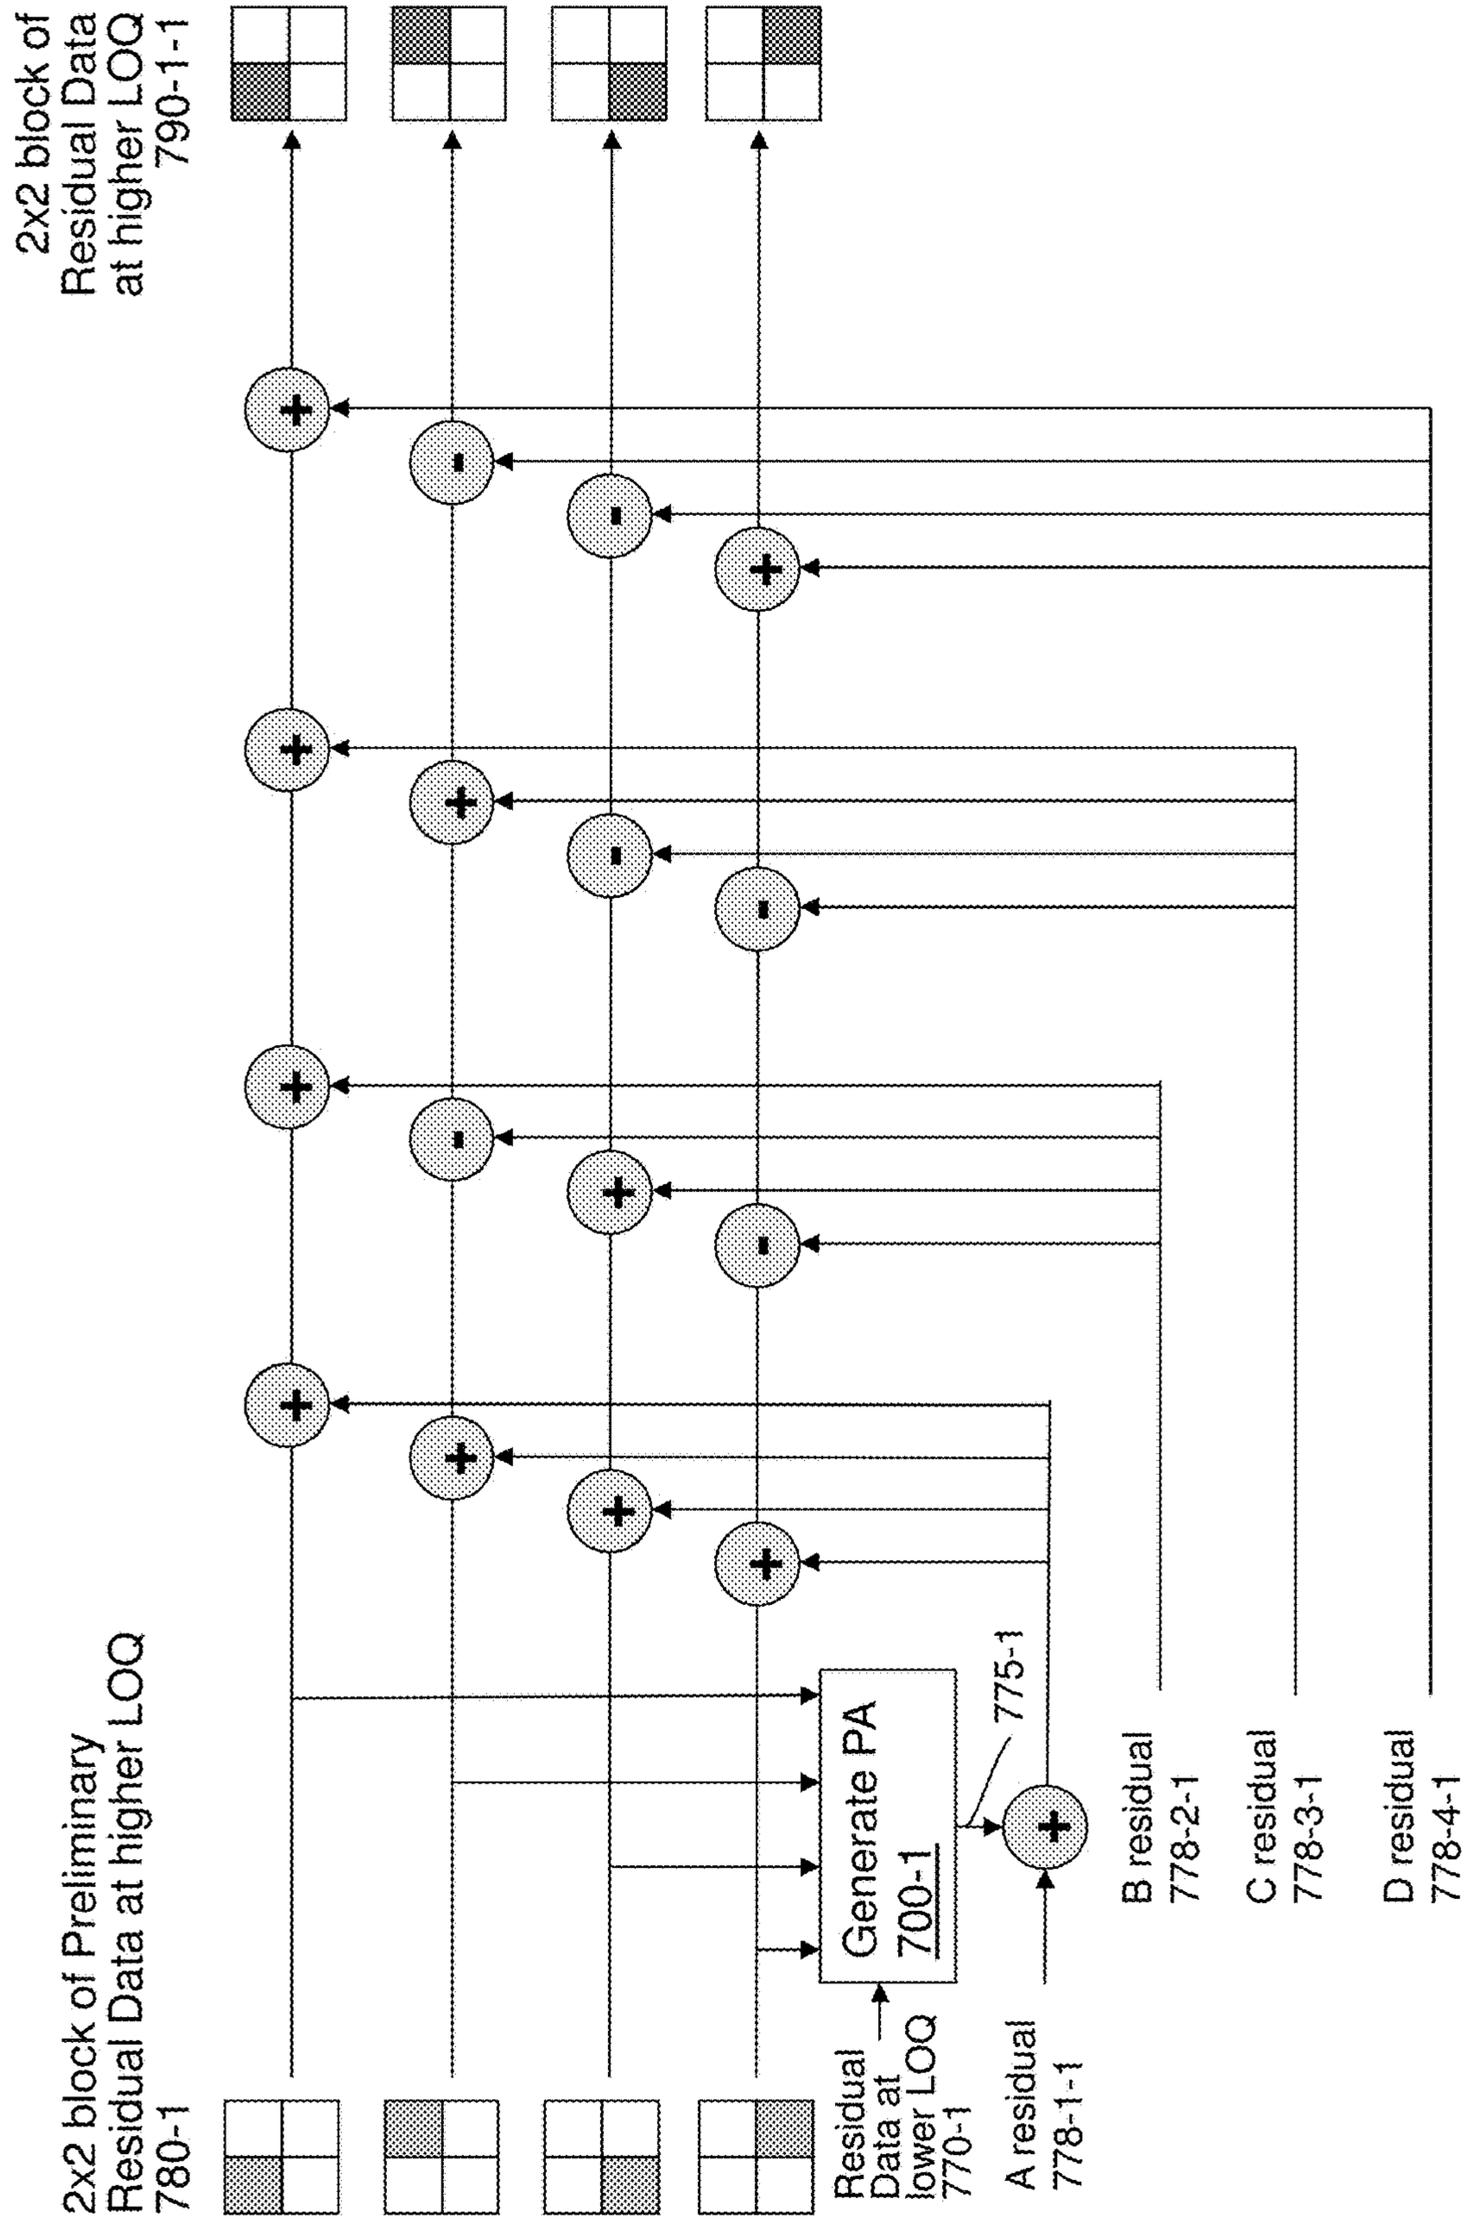 2x2 block of Preliminary
Residual Data at higher LOQ
780-1
2x2 block of
Residual Data
at higher LOQ
790-1-1
+
+
+
+
+
-
+
-
+
+
-
-
+
-
-
+
Generate PA
700-1
775-1
+
Residual
Data at
lower LOQ
770-1
A residual
778-1-1
B residual
778-2-1
C residual
778-3-1
D residual
778-4-1